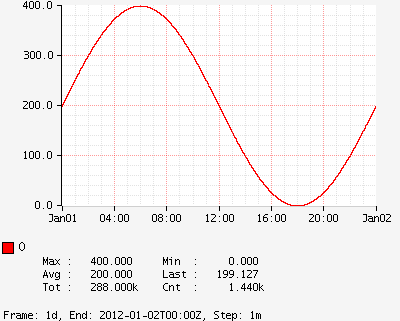 400.0
300.0
200.0
100.0
0.0
Jan01 04:00 08:00 12:00 16:00 20:00 Jan02
0
Max : 400.000 Min : 0.000
Avg : 200.000 Last : 199.127
Tot : 288.000k Cnt : 1.440k
Frame: 1d, End: 2012-01-02T00:00Z, Step: 1m